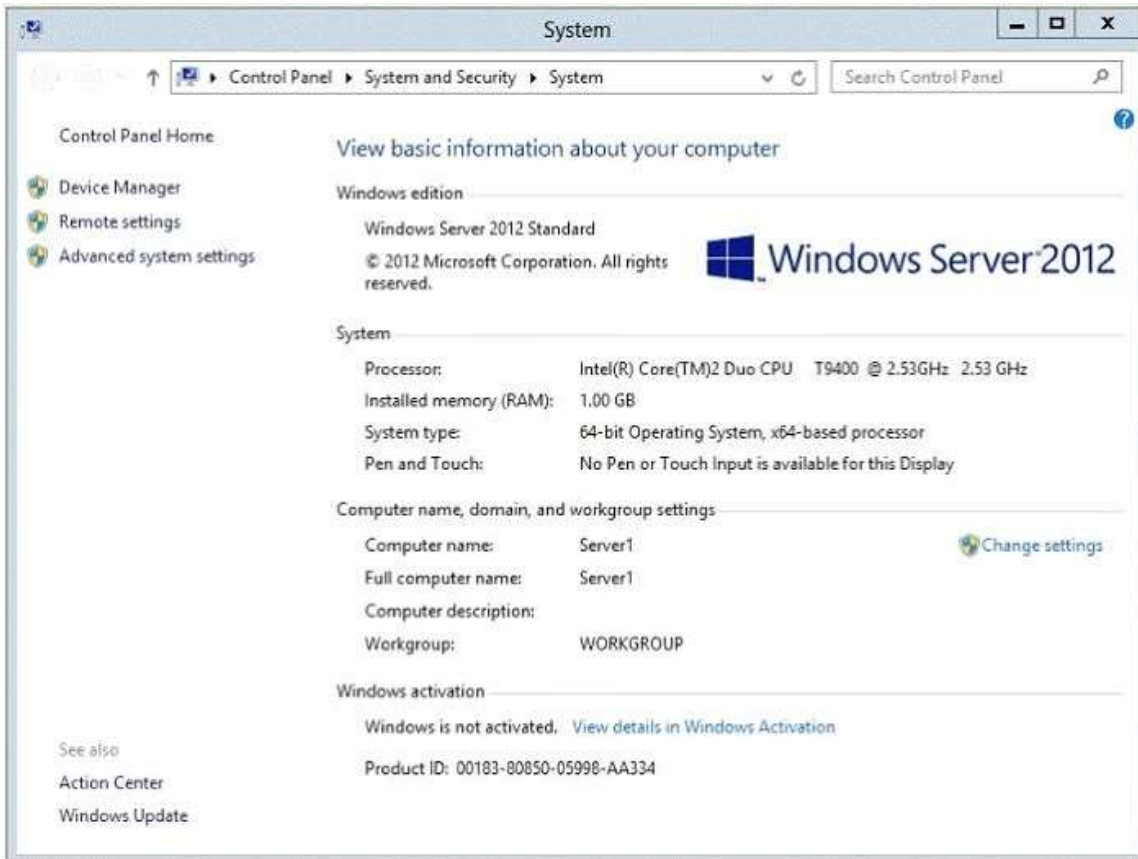 System
Control Panel System and Security System
Search Control Panel
Control Panel Home
Device Manager
Remote settings
Advanced system settings
See also
Action Center
Windows Update
View basic information about your computer
Windows edition
Windows Server 2012 Standard
© 2012 Microsoft Corporation. All rights
reserved.
Windows Server 2012
System
Processor: Intel(R) Core(TM)2 Duo CPU T9400 @ 2.53GHz 2.53 GHz
Installed memory (RAM): 1.00 GB
System type: 64-bit Operating System, x64-based processor
Pen and Touch: No Pen or Touch Input is available for this Display
Computer name, domain, and workgroup settings
Computer name: Server1
Change settings
Full computer name: Server1
Computer description:
Workgroup: WORKGROUP
Windows activation
Windows is not activated. View details in Windows Activation
Product ID: 00183-80850-05998-AA334